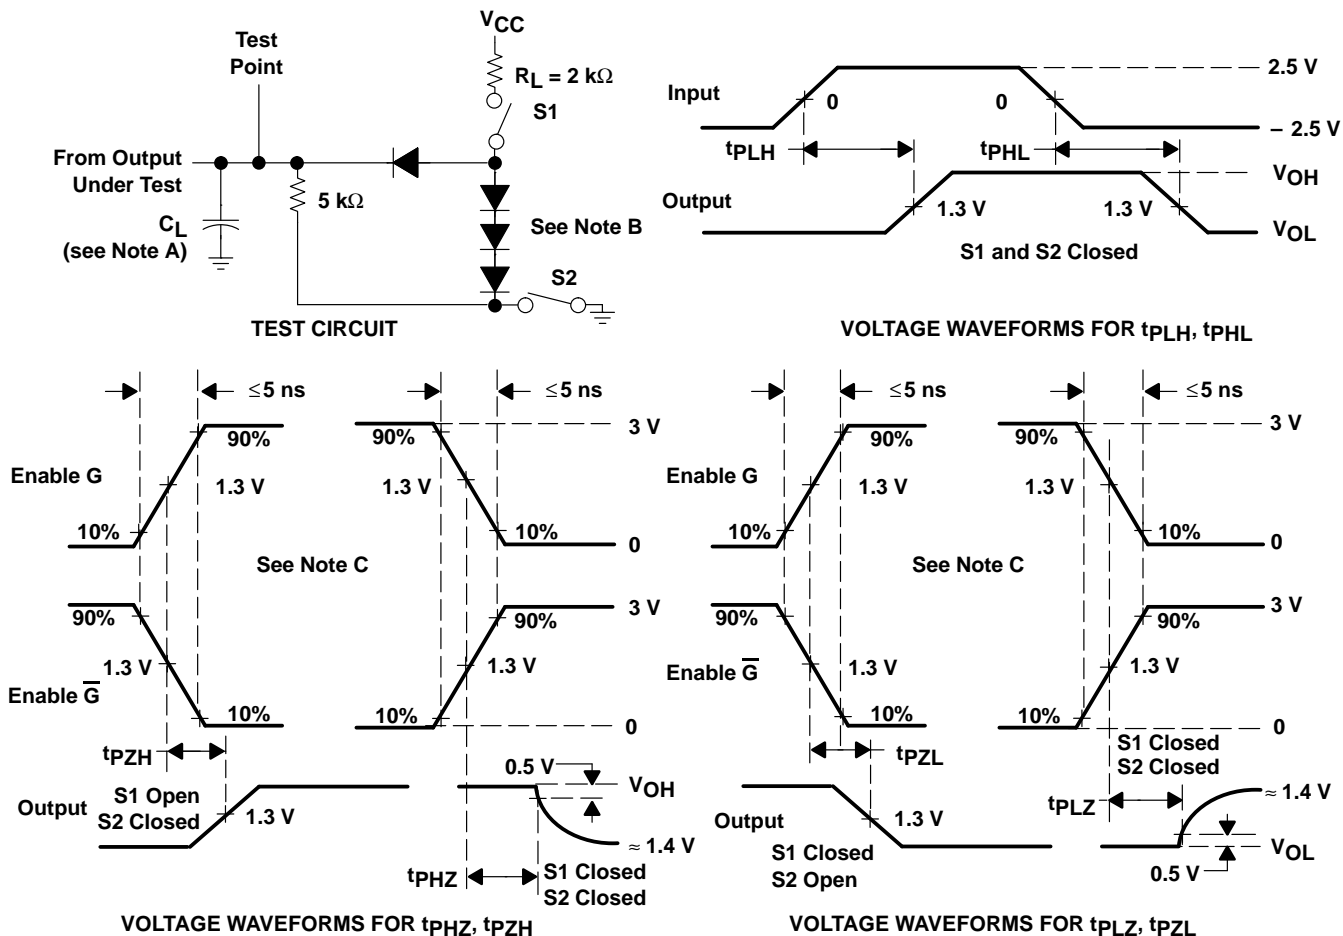 Test
Point
VCC
RL = 2 kΩ
S1
From Output
Under Test
CL
(see Note A)
5 kΩ
See Note B
S2
TEST CIRCUIT
Input
0
0
2.5 V
– 2.5 V
tPLH
tPHL
Output
1.3 V
1.3 V
VOH
VOL
S1 and S2 Closed
VOLTAGE WAVEFORMS FOR tPLH, tPHL
≤5 ns
≤5 ns
Enable G
90%
90%
3 V
1.3 V
1.3 V
10%
10%
0
See Note C
Enable G̅
90%
90%
3 V
1.3 V
1.3 V
10%
10%
0
tPZH
Output
S1 Open
S2 Closed
1.3 V
0.5 V
VOH
≈ 1.4 V
tPHZ
S1 Closed
S2 Closed
VOLTAGE WAVEFORMS FOR tPHZ, tPZH
≤5 ns
≤5 ns
Enable G
90%
90%
3 V
1.3 V
1.3 V
10%
10%
0
See Note C
Enable G̅
90%
90%
3 V
1.3 V
1.3 V
10%
10%
0
tPZL
Output
1.3 V
S1 Closed
S2 Open
S1 Closed
S2 Closed
tPLZ
≈ 1.4 V
VOL
0.5 V
VOLTAGE WAVEFORMS FOR tPLZ, tPZL